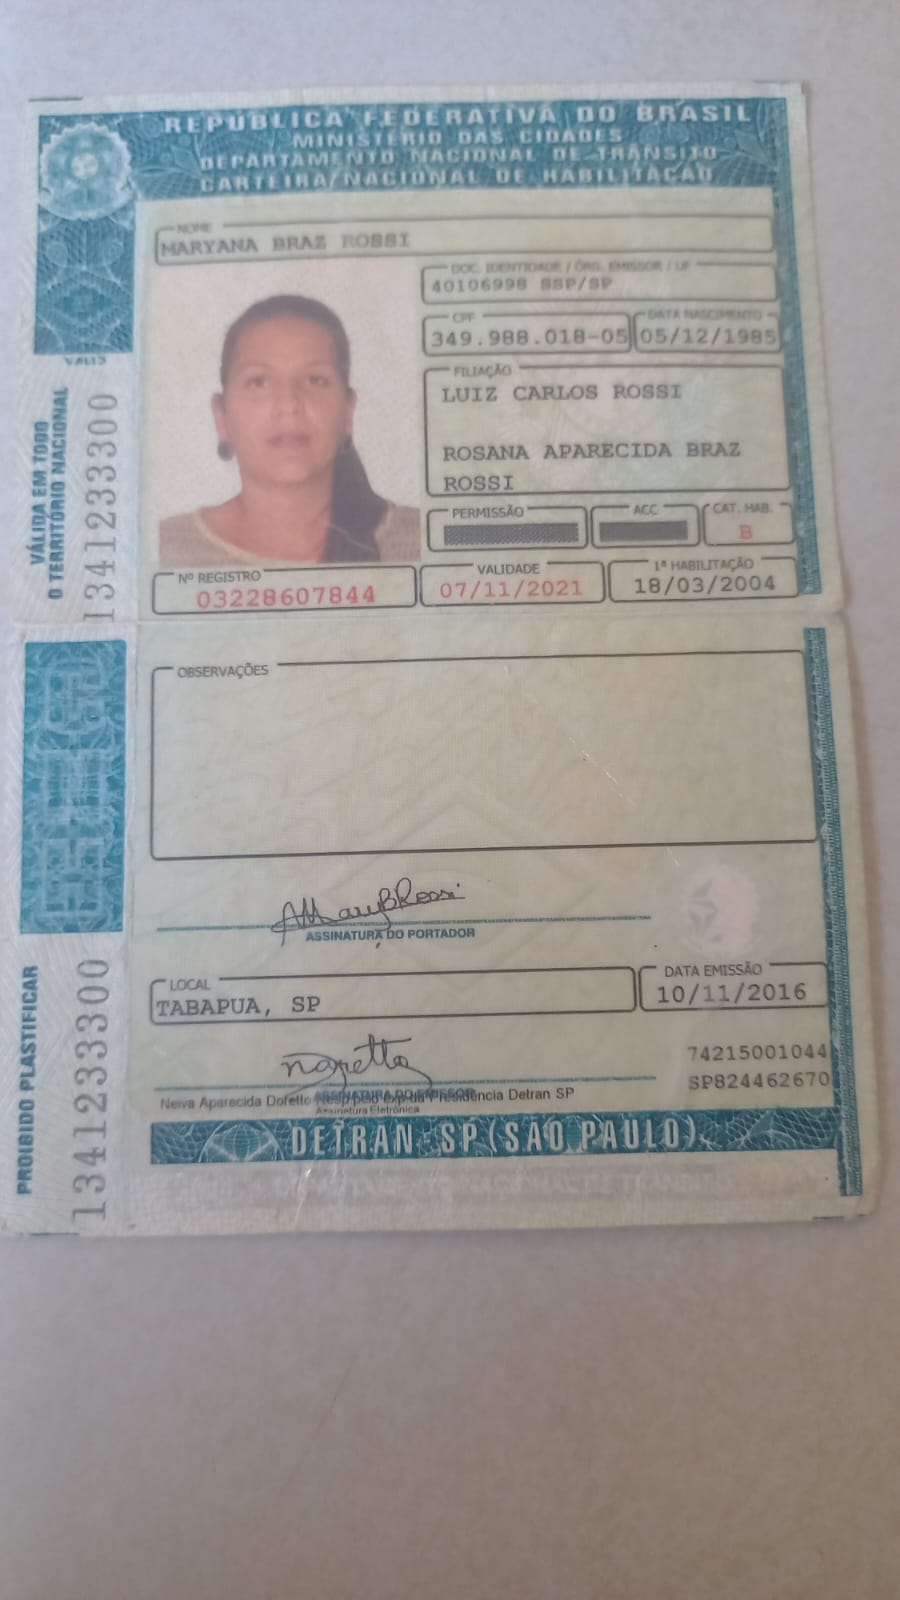 REPÚBLICA FEDERATIVA DO BRASIL
MINISTÉRIO DAS CIDADES
DEPARTAMENTO NACIONAL DE TRÂNSITO
CARTEIRA NACIONAL DE HABILITAÇÃO
NOME
MARYANA BRAZ ROSSI
DOC. IDENTIDADE / ÓRG. EMISSOR / UF
40106998 SSP/SP
CPF
349.988.018-05
DATA NASCIMENTO
05/12/1985
FILIAÇÃO
LUIZ CARLOS ROSSI
ROSANA APARECIDA BRAZ
ROSSI
PERMISSÃO
ACC
CAT. HAB.
B
Nº REGISTRO
03228607844
VALIDADE
07/11/2021
1ª HABILITAÇÃO
18/03/2004
VÁLIDA EM TODO
O TERRITÓRIO NACIONAL
1341233300
OBSERVAÇÕES
ASSINATURA DO PORTADOR
LOCAL
TABAPUA, SP
DATA EMISSÃO
10/11/2016
74215001044
SP824462670
Neiva Aparecida Doretto
Presidência Detran SP
Assinatura Eletrônica
DETRAN SP (SÃO PAULO)
PROIBIDO PLASTIFICAR
1341233300